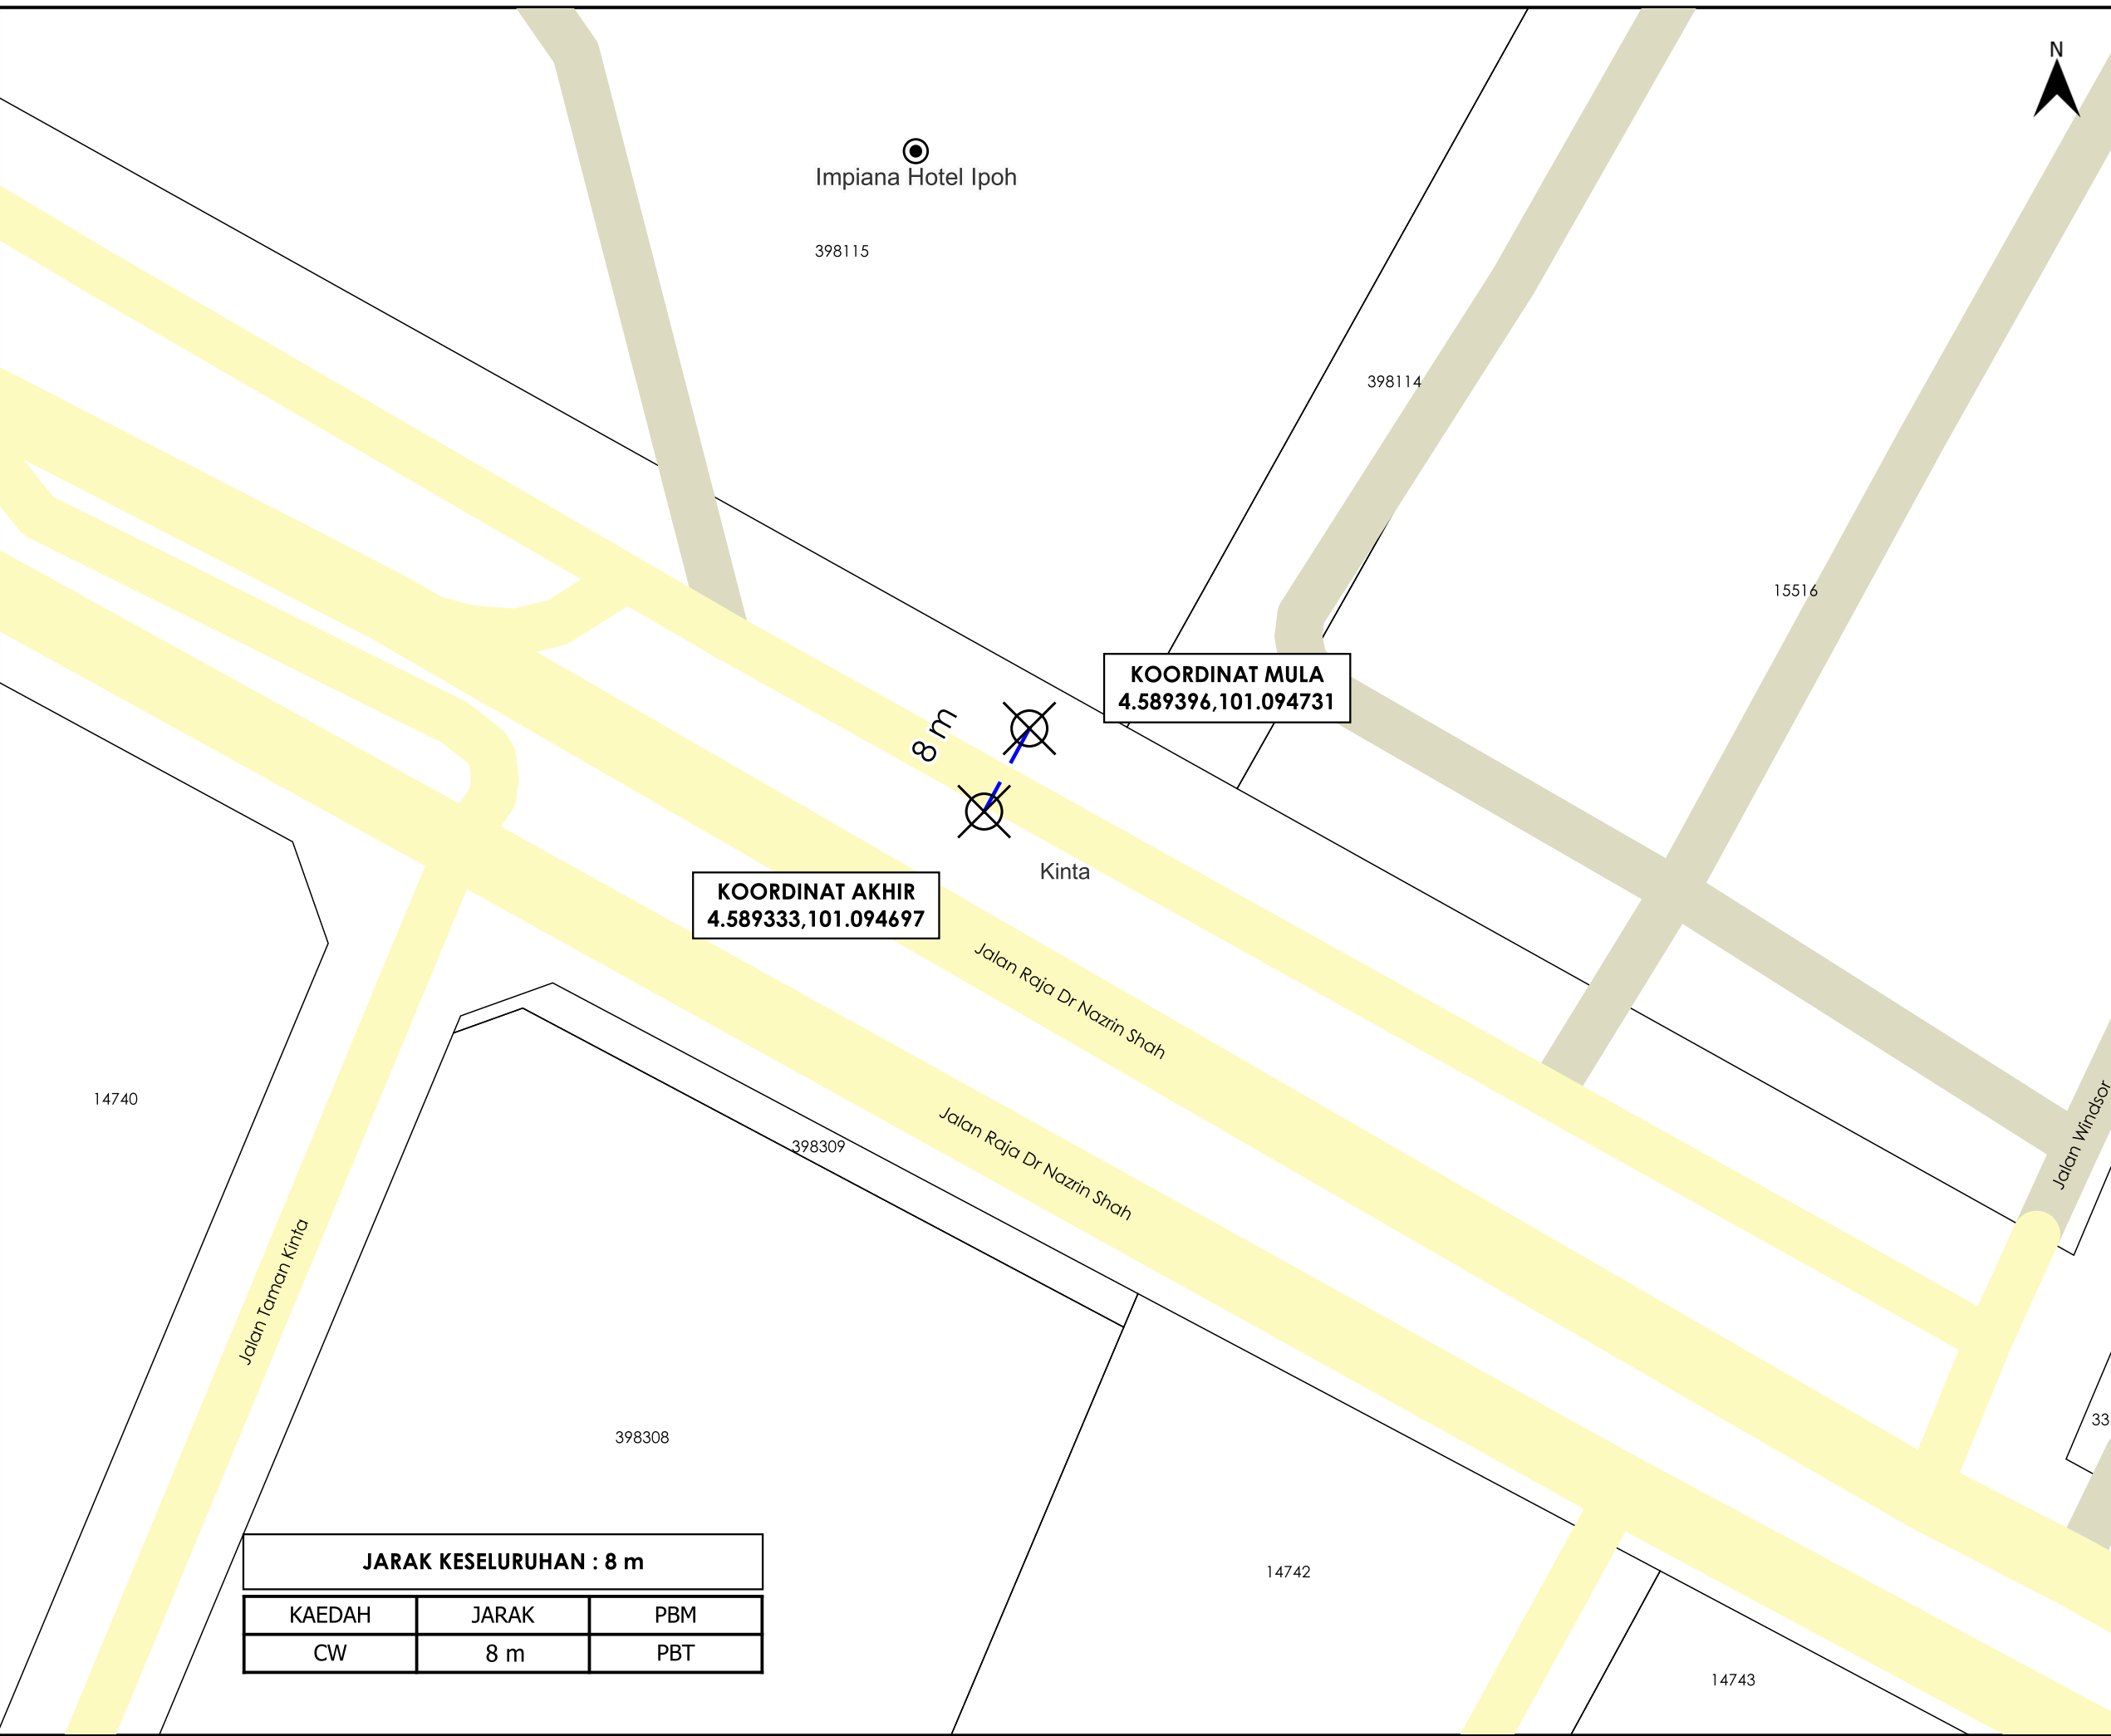 N
Impiana Hotel Ipoh
398115
398114
15516
KOORDINAT MULA
4.589396,101.094731
8 m
Kinta
KOORDINAT AKHIR
4.589333,101.094697
Jalan Raja Dr Nazrin Shah
Jalan Raja Dr Nazrin Shah
Jalan Windsor
14740
398309
Jalan Taman Kinta
33
398308
14742
14743
JARAK KESELURUHAN : 8 m
KAEDAH JARAK PBM
CW 8 m PBT